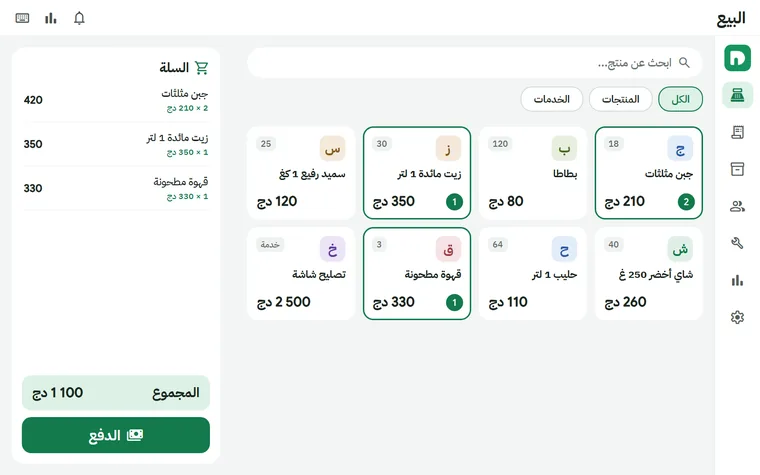 البيع
ابحث عن منتج...
الكل
المنتجات
الخدمات
ج
18
جبن مثلثات
210 دج
2
ب
120
بطاطا
80 دج
ز
30
زيت مائدة 1 لتر
350 دج
1
س
25
سميد رفيع 1 كغ
120 دج
ش
40
شاي أخضر 250 غ
260 دج
ح
64
حليب 1 لتر
110 دج
ق
3
قهوة مطحونة
330 دج
1
خ
خدمة
تصليح شاشة
2 500 دج
السلة
جبن مثلثات
2 × 210 دج
420
زيت مائدة 1 لتر
1 × 350 دج
350
قهوة مطحونة
1 × 330 دج
330
المجموع
1 100 دج
الدفع